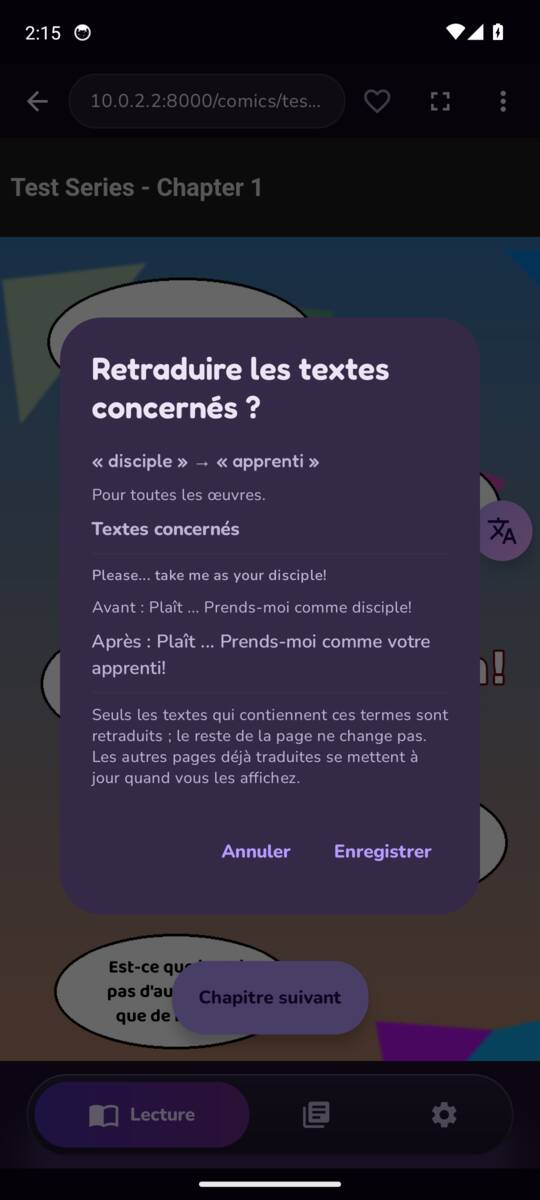 2:15
10.0.2.2:8000/comics/tes...
Test Series - Chapter 1
Retraduire les textes
concernés ?
« disciple » → « apprenti »
Pour toutes les œuvres.
Textes concernés
Please... take me as your disciple!
Avant : Plaît ... Prends-moi comme disciple!
Après : Plaît ... Prends-moi comme votre
apprenti!
Seuls les textes qui contiennent ces termes sont
retraduits ; le reste de la page ne change pas.
Les autres pages déjà traduites se mettent à
jour quand vous les affichez.
Annuler
Enregistrer
Est-ce
pas
que de
Chapitre suivant
Lecture